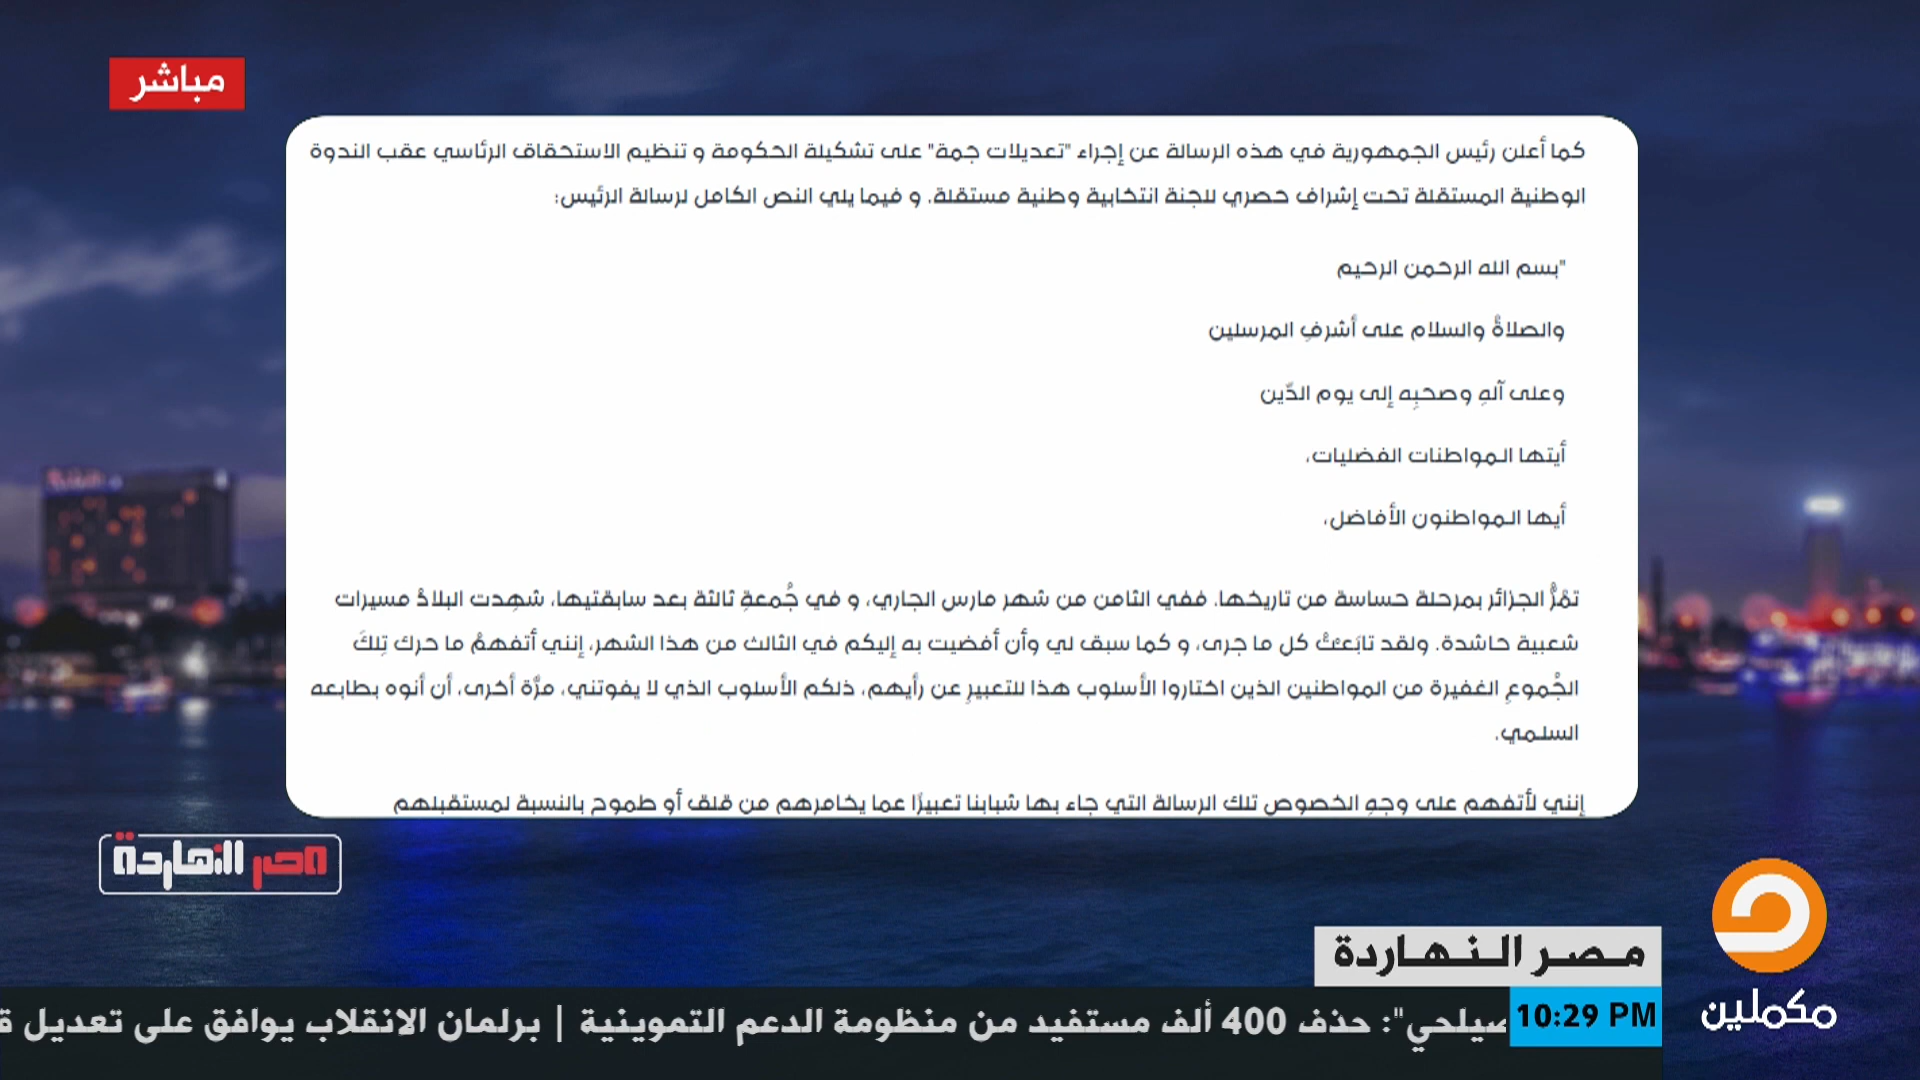 مباشر
كما أعلن رئيس الجمهورية في هذه الرسالة عن إجراء "تعديلات جمة" على تشكيلة الحكومة و تنظيم الاستحقاق الرئاسي عقب الندوة
الوطنية المستقلة تحت إشراف حصري للجنة انتخابية وطنية مستقلة. و فيما يلي النص الكامل لرسالة الرئيس:
"بسم الله الرحمن الرحيم
والصلاةُ والسلام على أشرفِ المرسلين
وعلى آلهِ وصحبِه إلى يوم الدّين
أيتها المواطنات الفضليات،
أيها المواطنون الأفاضل،
تمُرُّ الجزائر بمرحلة حساسة من تاريخها. ففي الثامن من شهر مارس الجاري، و في جُمعةِ ثالثة بعد سابقتيها، شهِدت البلادُ مسيرات
شعبية حاشدة. ولقد تابَعتُ كل ما جرى، و كما سبق لي وأن أفضيت به إليكم في الثالث من هذا الشهر، إنني أتفهمُ ما حرك تِلكَ
الجُموعِ الغفيرة من المواطنين الذين اختاروا الأسلوب هذا للتعبيرِ عن رأيهم، ذلكم الأسلوب الذي لا يفوتني، مرَّة أخرى، أن أنوه بطابعه
السلمي.
إنني لأتفهم على وجهِ الخصوص تلك الرسالة التي جاء بها شبابنا تعبيرًا عما يخامرهم من قلق أو طموح بالنسبة لمستقبلهم
مصر النهاردة
مصر النهاردة
مكملين
10:29 PM
صيلحي": حذف 400 ألف مستفيد من منظومة الدعم التموينية | برلمان الانقلاب يوافق على تعديل